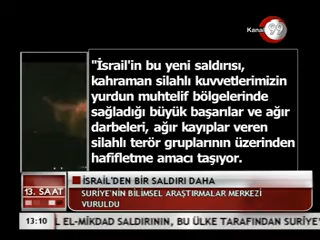 Kanal 99
"İsrail'in bu yeni saldırısı,
kahraman silahlı kuvvetlerimizin
yurdun muhtelif bölgelerinde
sağladığı büyük başarılar ve ağır
darbeleri, ağır kayıplar veren
silahlı terör gruplarının üzerinden
hafifletme amacı taşıyor.
13. SAAT
İSRAİL'DEN BİR SALDIRI DAHA
SURİYE'NİN BİLİMSEL ARAŞTIRMALAR MERKEZİ
VURULDU
13:10
EL-MİKDAD SALDIRININ, BU ÜLKE TARAFINDAN SURİYE'